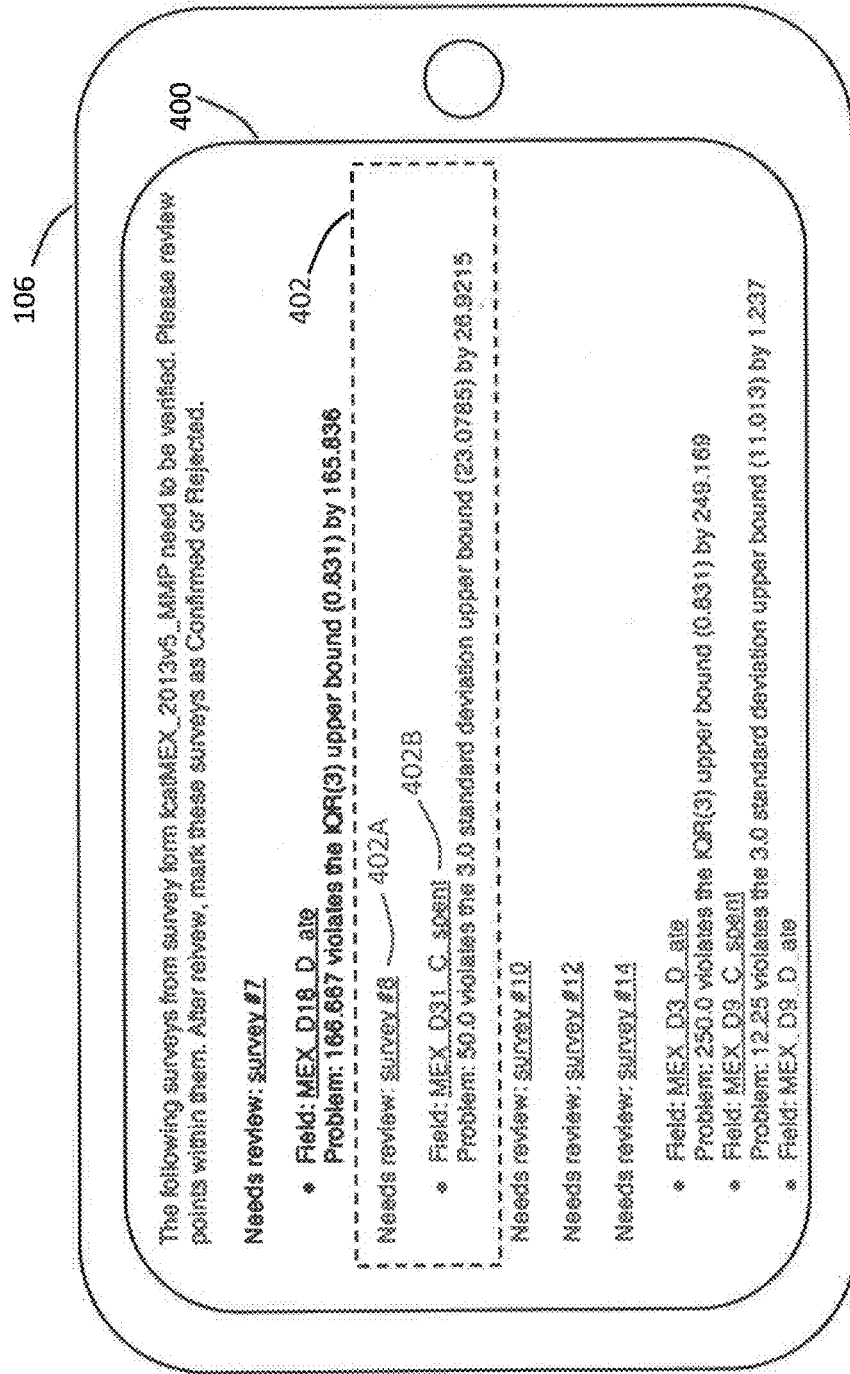 106
400
The following surveys from survey form IcatMEX_2013v5_MMP need to be verified. Please review
points within them. After reivew, mark these surveys as Confirmed or Rejected.
Needs review: survey #7
• Field: MEX_D18_D_ate
Problem: 166.667 violates the IQR(3) upper bound (0.831) by 165.836
402
Needs review: survey #8
402A
• Field: MEX_D31_C_spent
402B
Problem: 50.0 violates the 3.0 standard deviation upper bound (23.0785) by 26.9215
Needs review: survey #10
Needs review: survey #12
Needs review: survey #14
• Field: MEX_D3_D_ate
Problem: 250.0 violates the IQR(3) upper bound (0.831) by 249.169
• Field: MEX_D9_C_spent
Problem: 12.25 violates the 3.0 standard deviation upper bound (11.013) by 1.237
• Field: MEX_D9_D_ate